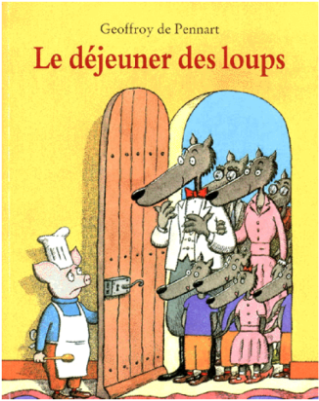 Geoffroy de Pennart
Le déjeuner des loups